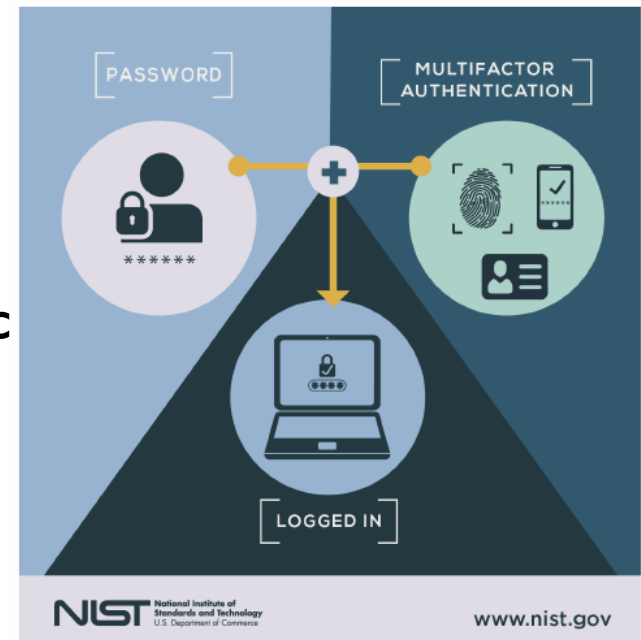 PASSWORD
MULTIFACTOR
AUTHENTICATION
******
C
****
LOGGED IN
NIST National Institute of
Standards and Technology
U.S. Department of Commerce
www.nist.gov